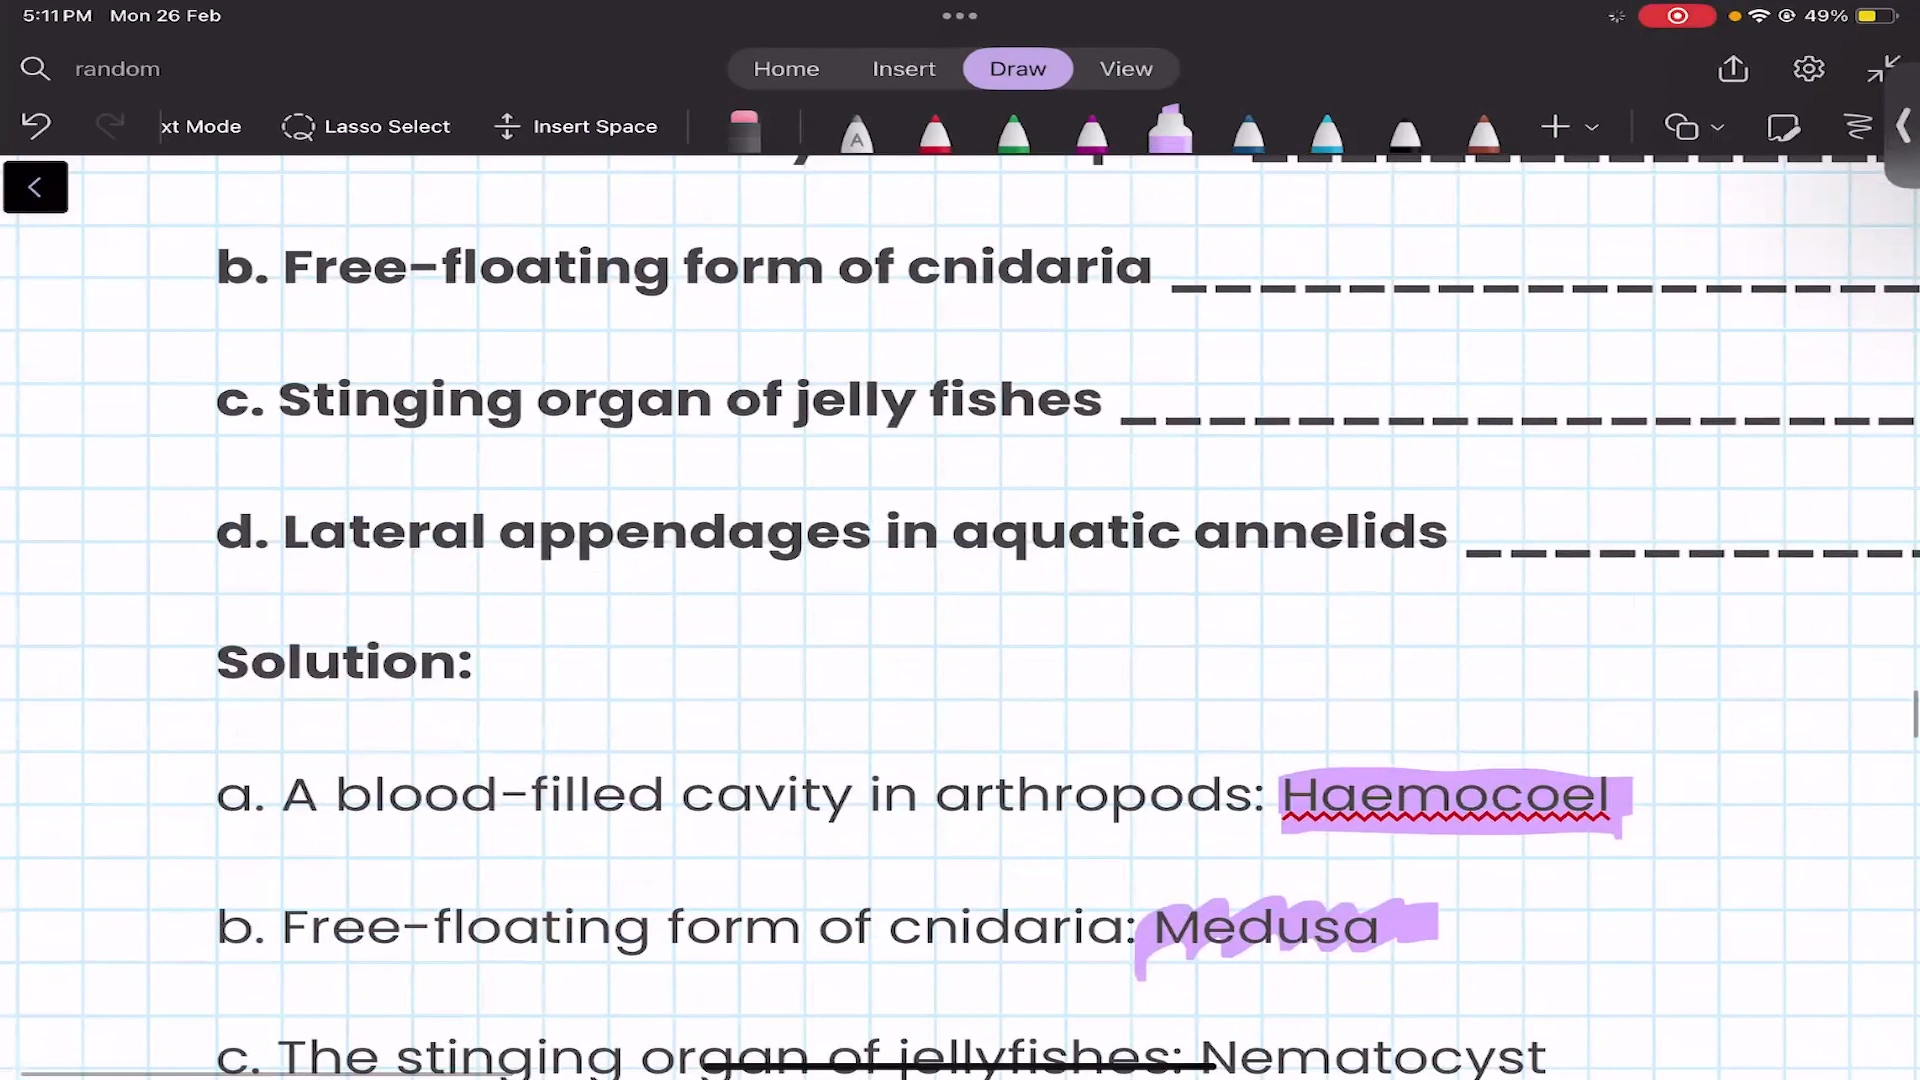 5:11 PM Mon 26 Feb
49%
random
Home Insert Draw View
xt Mode Lasso Select Insert Space
A
b. Free-floating form of cnidaria _ _ _ _ _ _ _ _ _ _ _ _ _ _ _ _ _
c. Stinging organ of jelly fishes _ _ _ _ _ _ _ _ _ _ _ _ _ _ _ _ _ _
d. Lateral appendages in aquatic annelids _ _ _ _ _ _ _ _ _ _ _
Solution:
a. A blood-filled cavity in arthropods: Haemocoel
b. Free-floating form of cnidaria: Medusa
c. The stinging organ of jellyfishes: Nematocyst